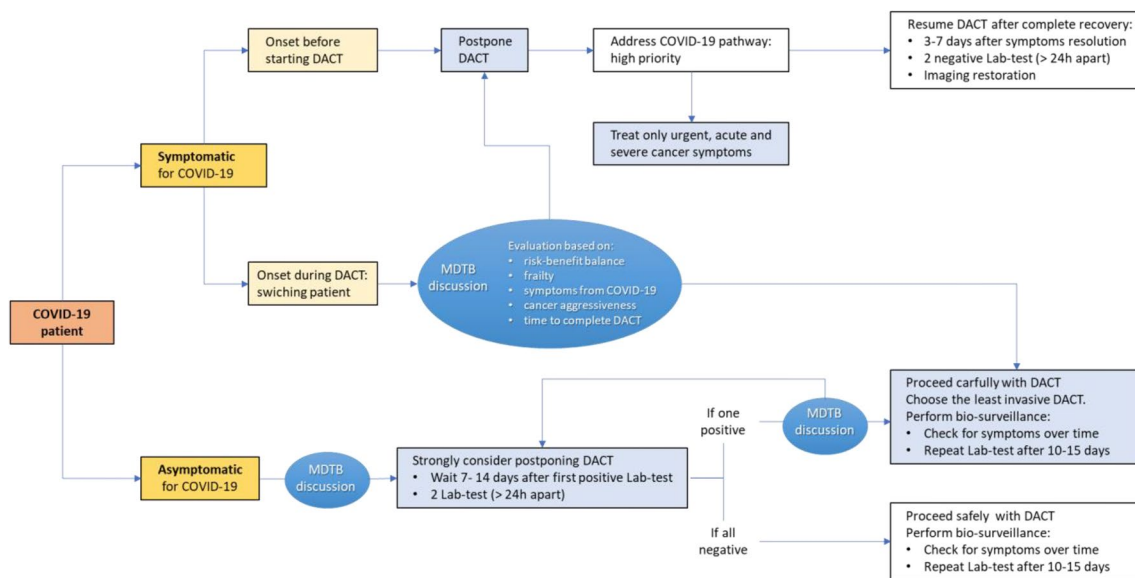 Onset before
starting DACT
Postpone
DACT
Address COVID-19 pathway:
high priority
Resume DACT after complete recovery:
• 3-7 days after symptoms resolution
• 2 negative Lab-test (> 24h apart)
• Imaging restoration
Treat only urgent, acute and
severe cancer symptoms
Symptomatic
for COVID-19
Onset during DACT:
swiching patient
MDTB
discussion
Evaluation based on:
• risk-benefit balance
• frailty
• symptoms from COVID-19
• cancer aggressiveness
• time to complete DACT
COVID-19
patient
Asymptomatic
for COVID-19
MDTB
discussion
Strongly consider postponing DACT
• Wait 7- 14 days after first positive Lab-test
• 2 Lab-test (> 24h apart)
If one
positive
MDTB
discussion
Proceed carfully with DACT
Choose the least invasive DACT.
Perform bio-surveillance:
• Check for symptoms over time
• Repeat Lab-test after 10-15 days
If all
negative
Proceed safely with DACT
Perform bio-surveillance:
• Check for symptoms over time
• Repeat Lab-test after 10-15 days